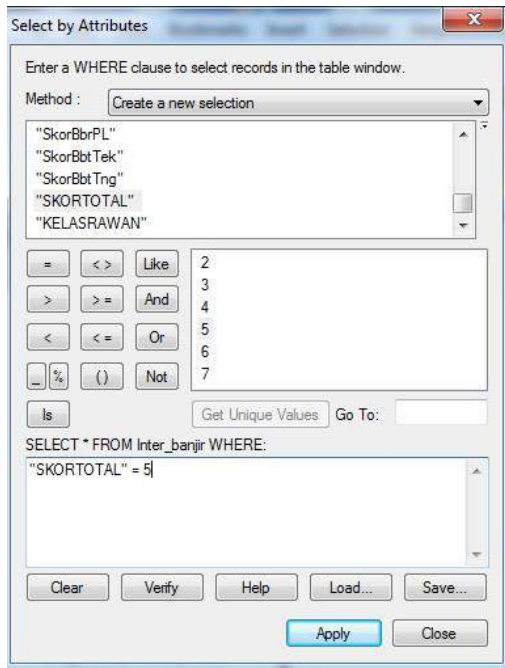 Select by Attributes
Enter a WHERE clause to select records in the table window.
Method : Create a new selection
"SkorBbrPL"
"SkorBbtTek"
"SkorBbtTng"
"SKORTOTAL"
"KELASRAWAN"
= < > Like
> > = And
< < = Or
_ % ( ) Not
Is
2
3
4
5
6
7
Get Unique Values Go To:
SELECT * FROM Inter_banjir WHERE:
"SKORTOTAL" = 5
Clear Verify Help Load... Save...
Apply Close